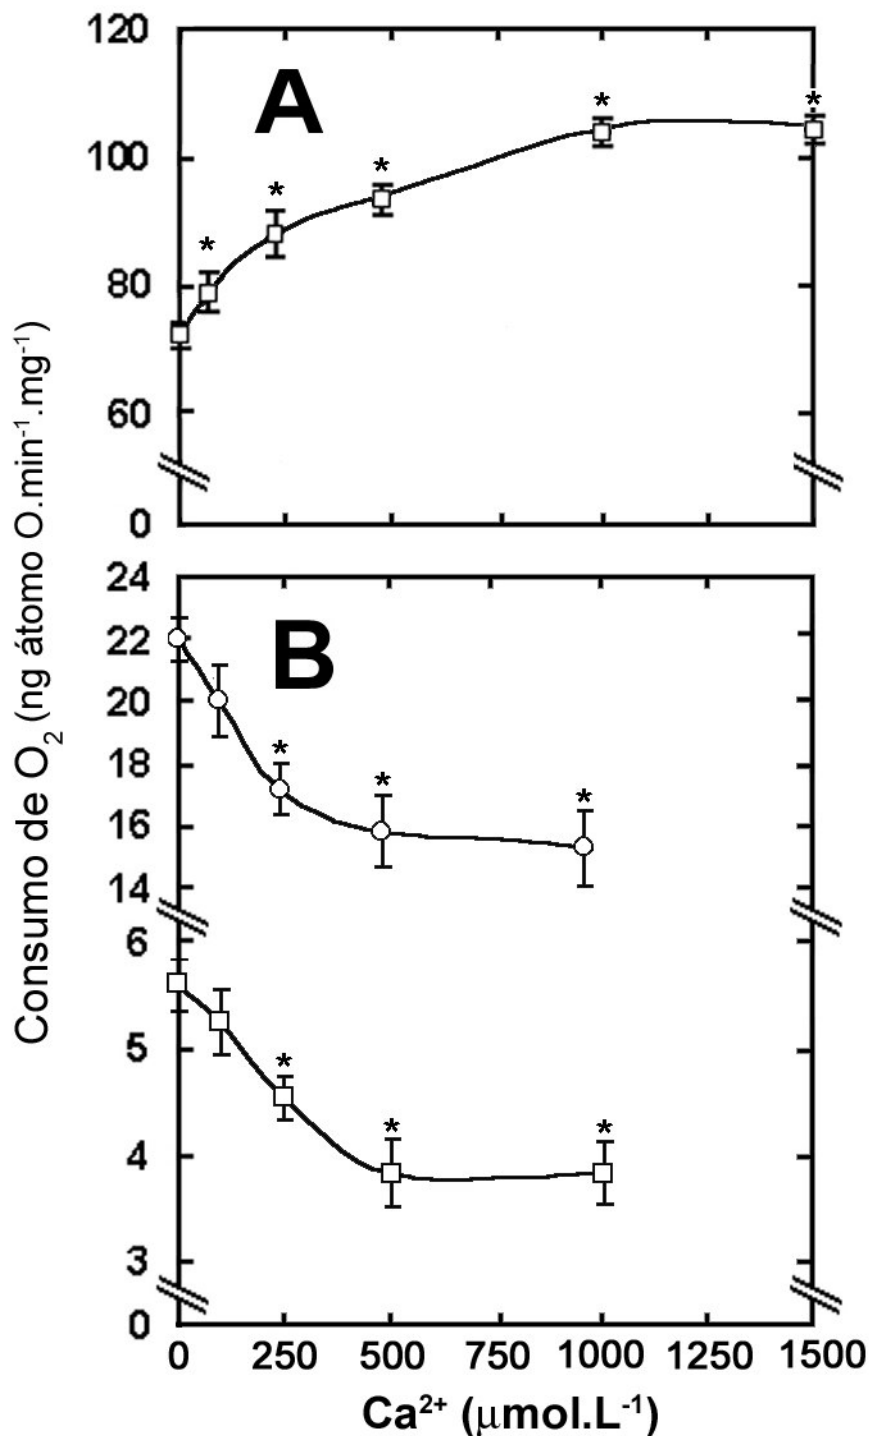 120
A
100
80
60
0
Consumo de O2 (ng átomo O.min-1.mg-1)
24
B
22
20
18
16
14
6
5
4
3
0
0 250 500 750 1000 1250 1500
Ca2+ (μmol.L-1)
* * * * *
* * *
* * *